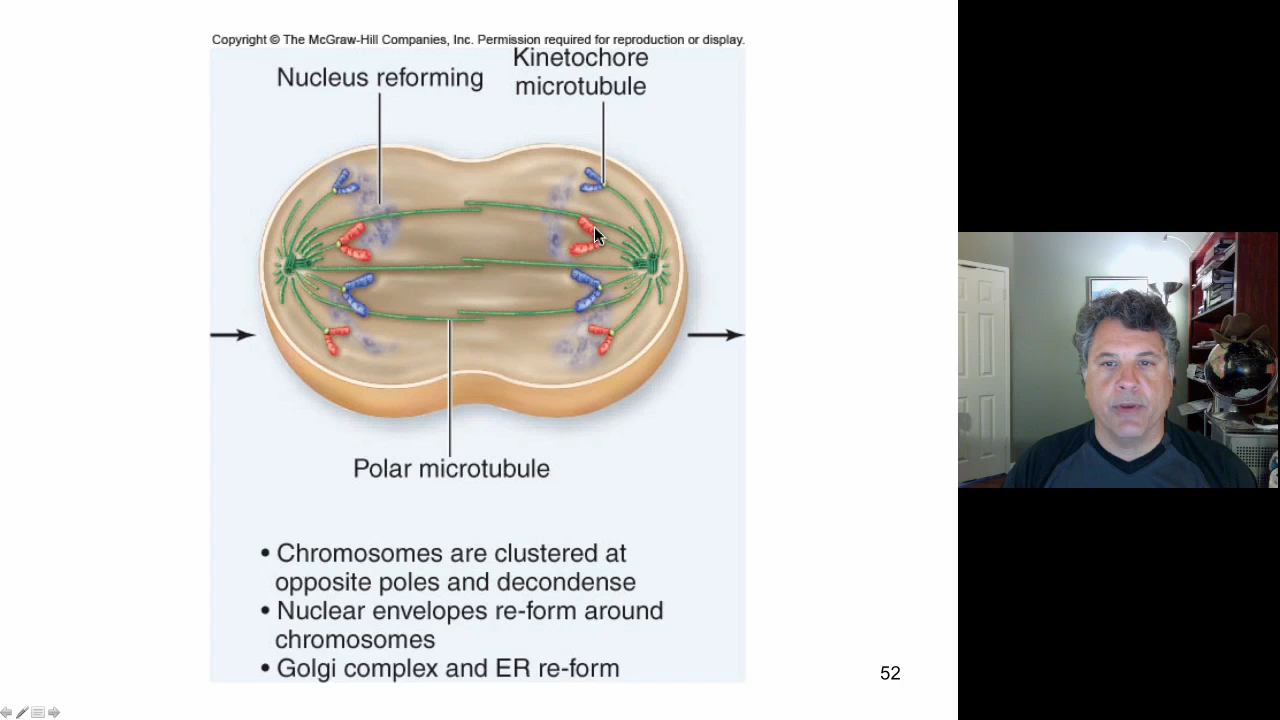 Copyright © The McGraw-Hill Companies, Inc. Permission required for reproduction or display.
Nucleus reforming
Kinetochore
microtubule
Polar microtubule
• Chromosomes are clustered at
opposite poles and decondense
• Nuclear envelopes re-form around
chromosomes
• Golgi complex and ER re-form
52